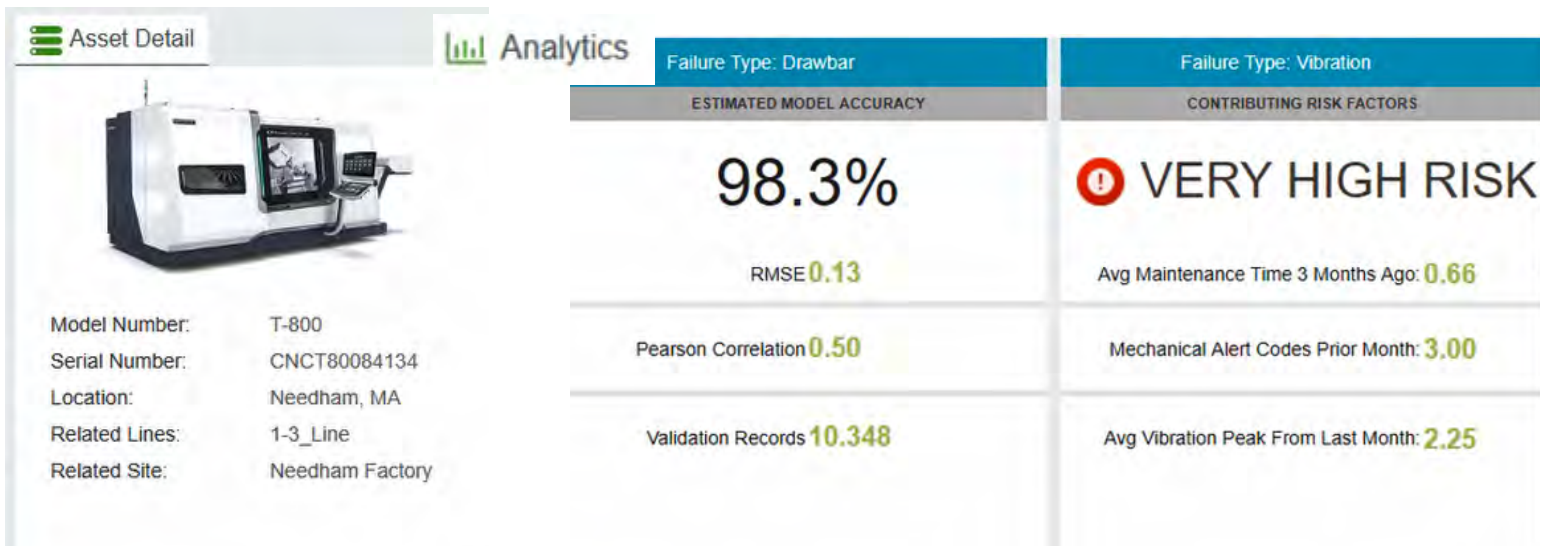 Asset Detail
Analytics
Model Number: T-800
Serial Number: CNCT80084134
Location: Needham, MA
Related Lines: 1-3_Line
Related Site: Needham Factory
Failure Type: Drawbar
ESTIMATED MODEL ACCURACY
98.3%
RMSE 0.13
Pearson Correlation 0.50
Validation Records 10.348
Failure Type: Vibration
CONTRIBUTING RISK FACTORS
VERY HIGH RISK
Avg Maintenance Time 3 Months Ago: 0.66
Mechanical Alert Codes Prior Month: 3.00
Avg Vibration Peak From Last Month: 2.25